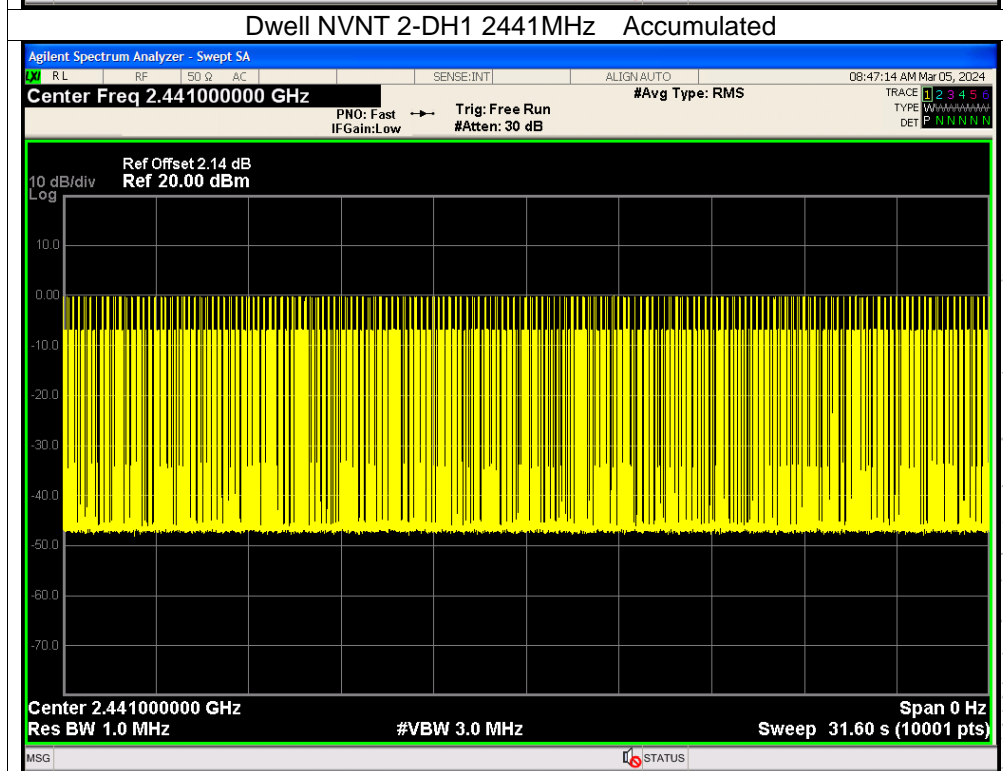 Dwell NVNT 2-DH1 2441MHz Accumulated
Agilent Spectrum Analyzer - Swept SA
LXI RL RF 50 Ω AC SENSE:INT ALIGN AUTO 08:47:14 AM Mar 05, 2024
Center Freq 2.441000000 GHz #Avg Type: RMS TRACE 1 2 3 4 5 6
PNO: Fast Trig: Free Run TYPE WWWWWW
IFGain:Low #Atten: 30 dB DET P N N N N N
Ref Offset 2.14 dB
10 dB/div Ref 20.00 dBm
Log
10.0
0.00
-10.0
-20.0
-30.0
-40.0
-50.0
-60.0
-70.0
Center 2.441000000 GHz Span 0 Hz
Res BW 1.0 MHz #VBW 3.0 MHz Sweep 31.60 s (10001 pts)
MSG STATUS